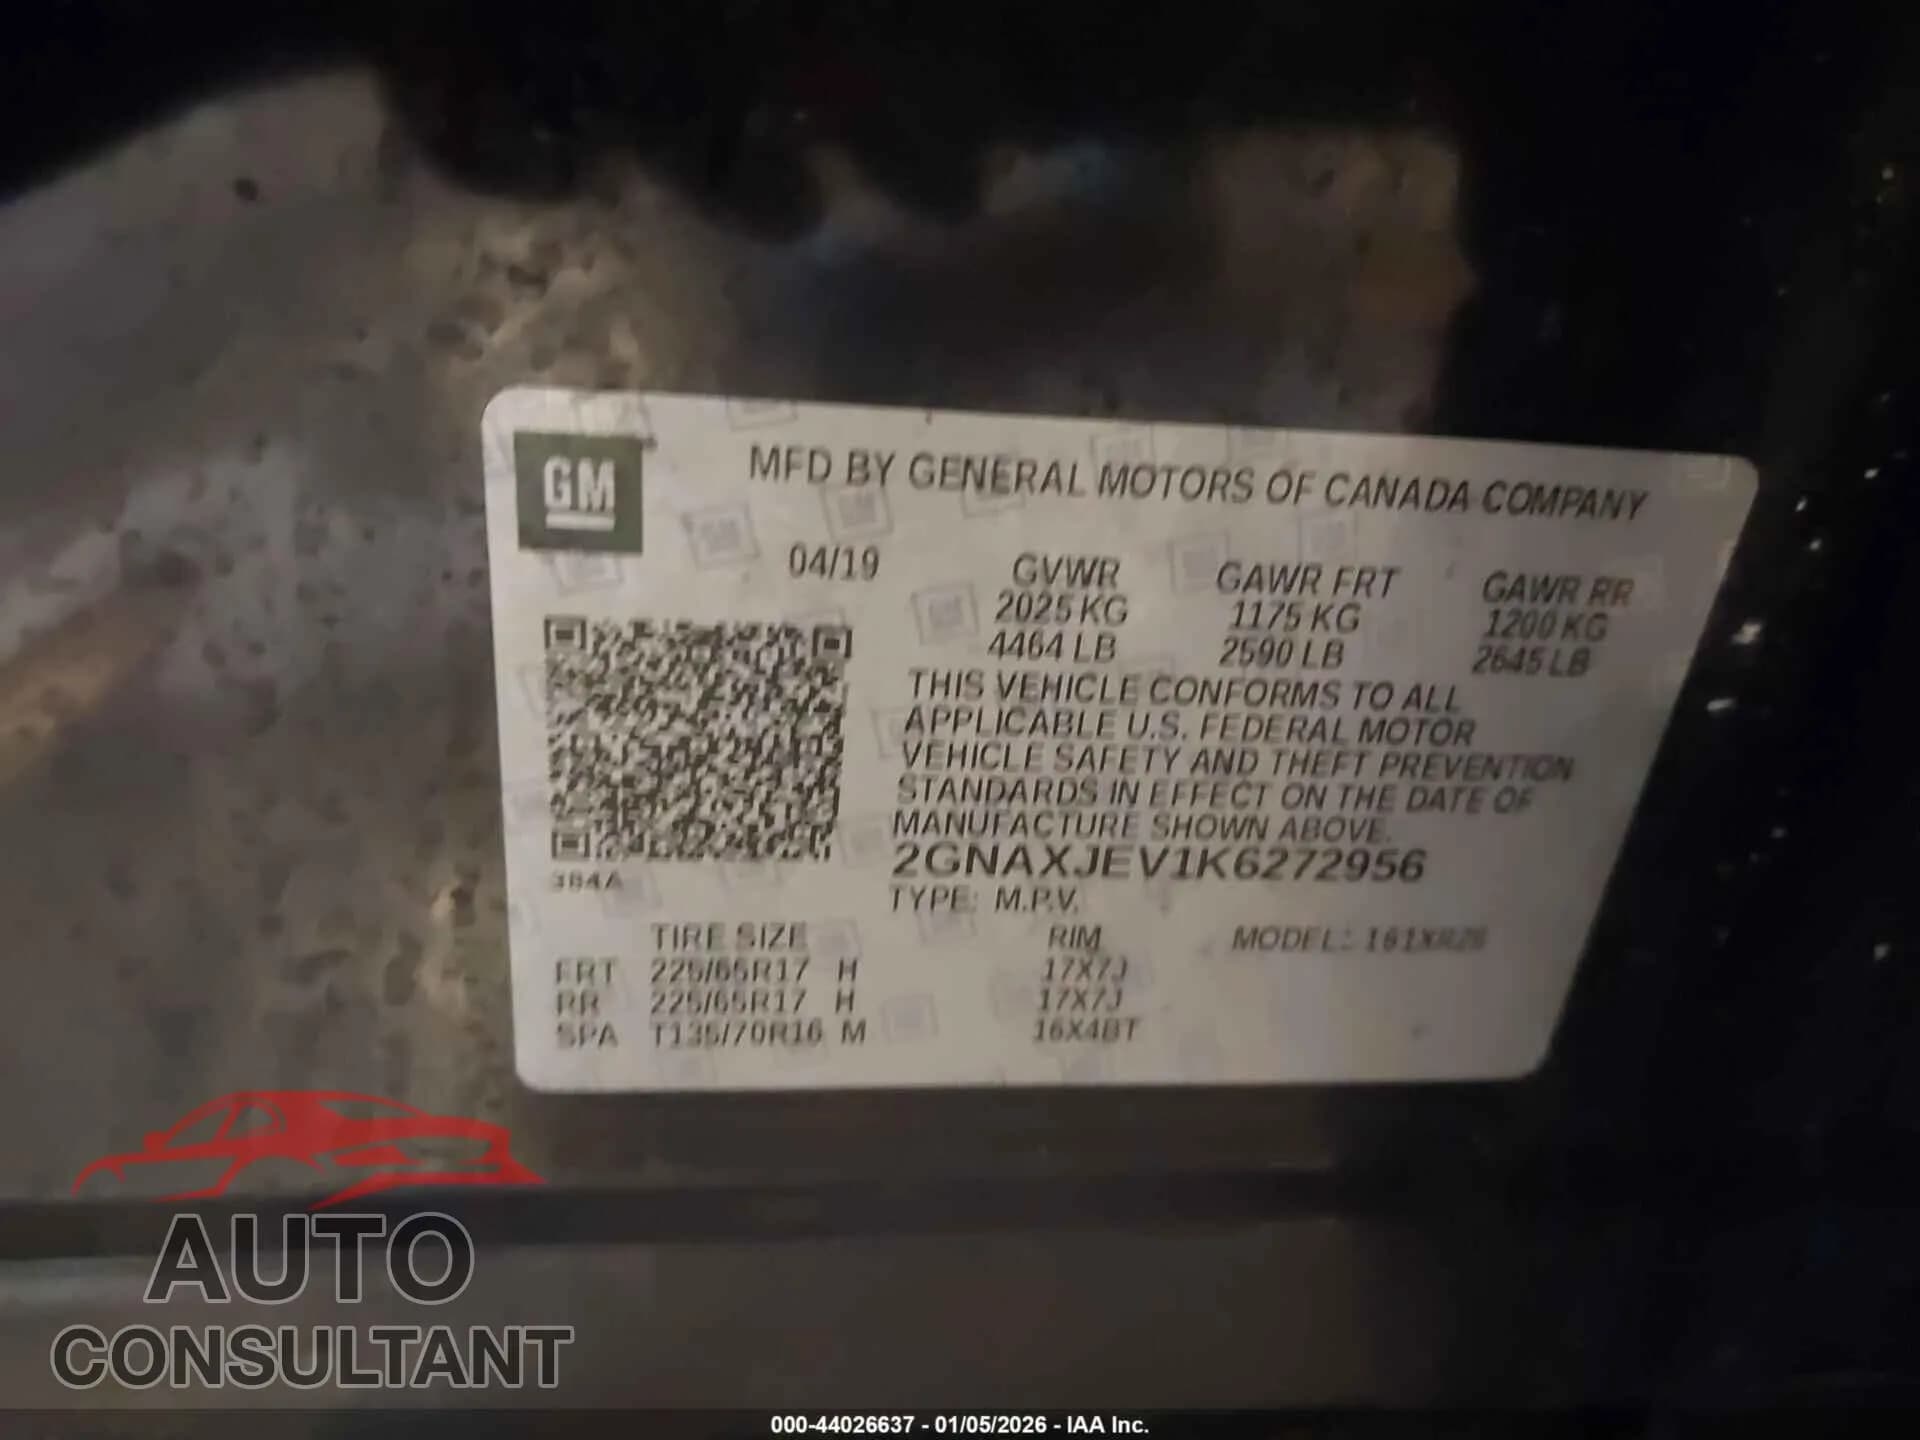 GM
MFD BY GENERAL MOTORS OF CANADA COMPANY
04/19 GVWR GAWR FRT GAWR RR
2025 KG 1175 KG 1200 KG
4464 LB 2590 LB 2645 LB
THIS VEHICLE CONFORMS TO ALL
APPLICABLE U.S. FEDERAL MOTOR
VEHICLE SAFETY AND THEFT PREVENTION
STANDARDS IN EFFECT ON THE DATE OF
MANUFACTURE SHOWN ABOVE.
2GNAXJEV1K6272956
384A
TYPE: M.P.V.
TIRE SIZE RIM MODEL:
FRT 225/65R17 H 17X7J
RR 225/65R17 H 17X7J
SPA T135/70R16 M 16X4BT
AUTO
CONSULTANT
000-44026637 - 01/05/2026 - IAA Inc.